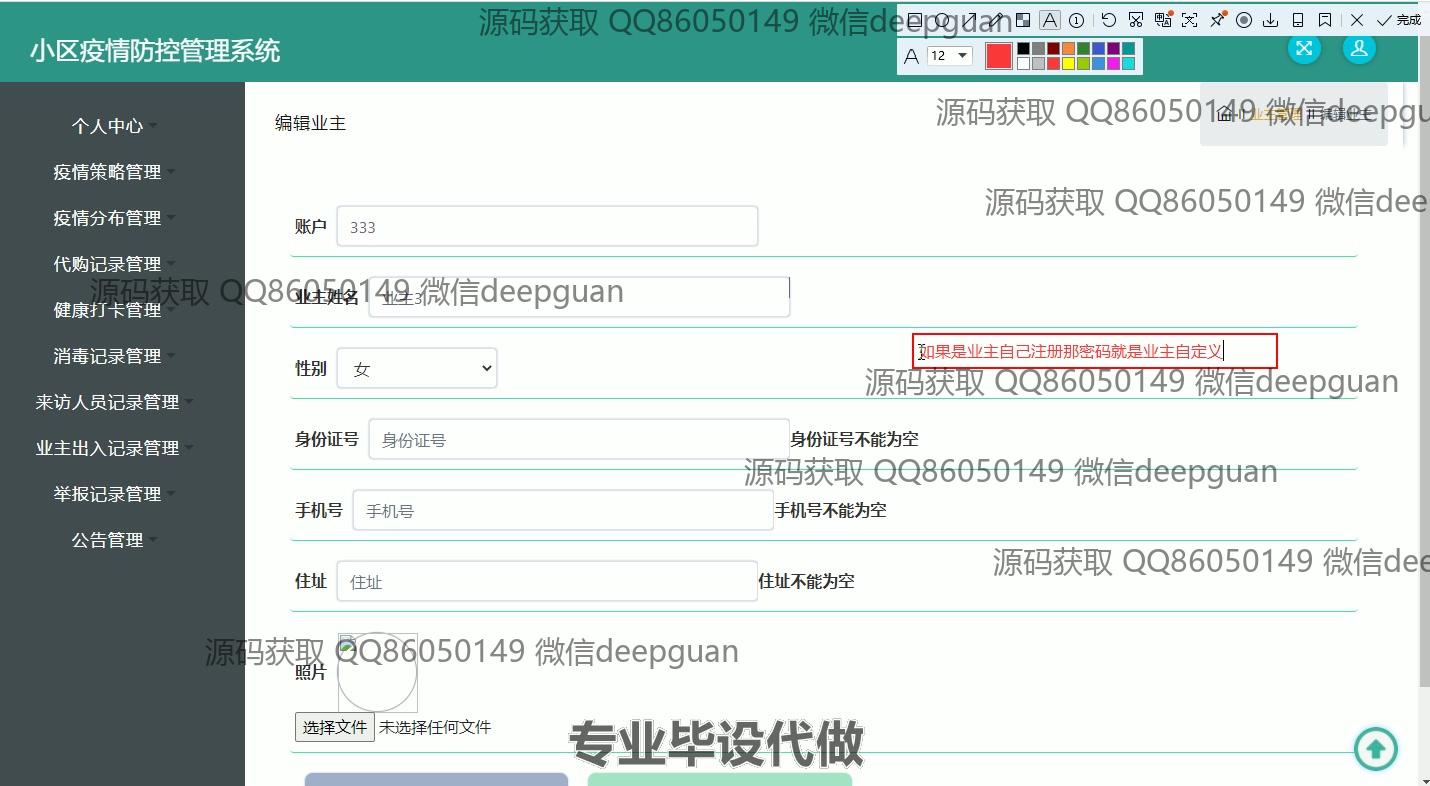 源码获取 QQ86050149 微信deepguan
完成
小区疫情防控管理系统
A 12
个人中心
疫情策略管理
疫情分布管理
代购记录管理
健康打卡管理
消毒记录管理
来访人员记录管理
业主出入记录管理
举报记录管理
公告管理
编辑业主
源码获取 QQ86050149 微信deepgu
业主管理 // 编辑业主
源码获取 QQ86050149 微信dee
账户 333
源码获取 QQ86050149 微信deepguan
业主姓名 业主3
如果是业主自己注册那密码就是业主自定义
性别 女
源码获取 QQ86050149 微信deepguan
身份证号 身份证号 身份证号不能为空
源码获取 QQ86050149 微信deepguan
手机号 手机号 手机号不能为空
源码获取 QQ86050149 微信dee
住址 住址 住址不能为空
源码获取 QQ86050149 微信deepguan
照片
选择文件 未选择任何文件
专业毕设代做